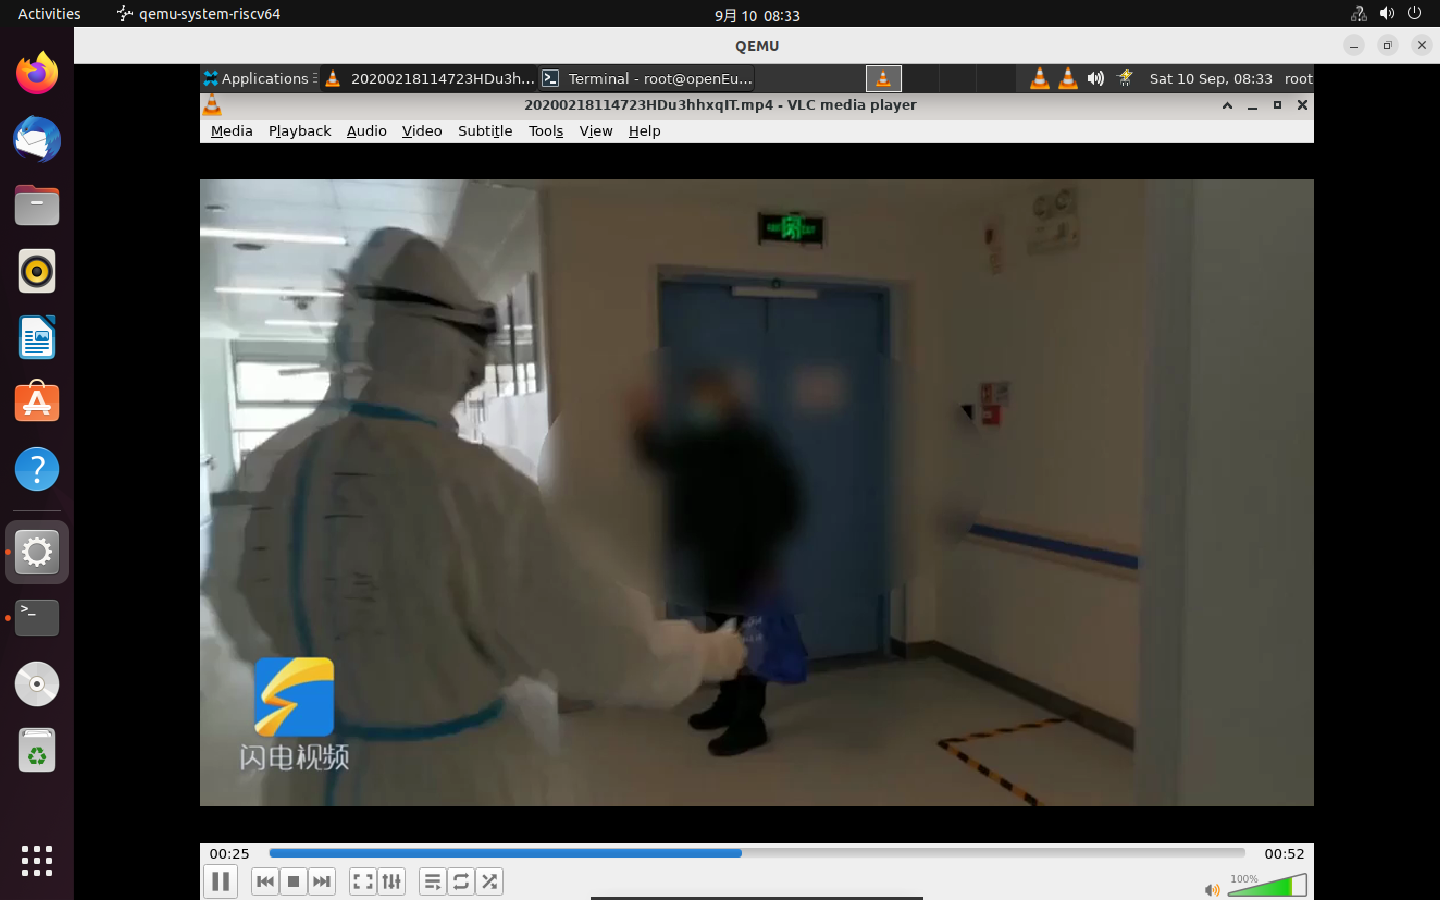 Activities
qemu-system-riscv64
9月 10 08:33
QEMU
Applications
20200218114723HDu3h...
Terminal - root@openEu...
Sat 10 Sep, 08:33
root
20200218114723HDu3hhxqIT.mp4 - VLC media player
Media Playback Audio Video Subtitle Tools View Help
闪电视频
00:25
00:52
100%